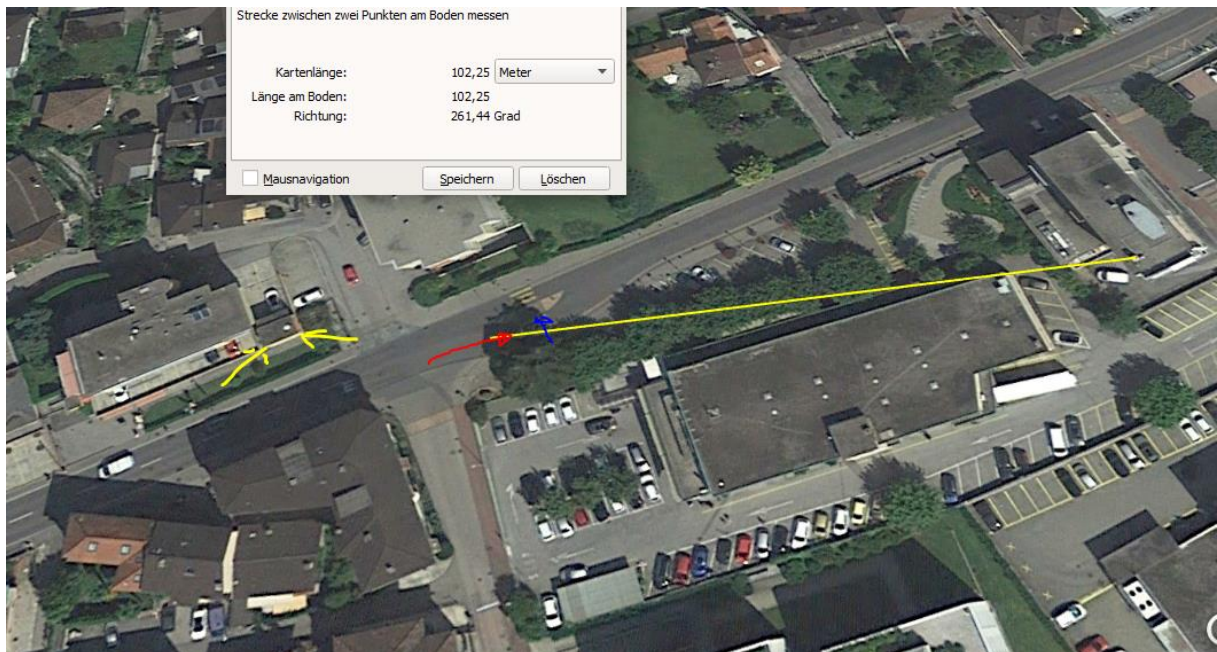 Strecke zwischen zwei Punkten am Boden messen
Kartenlänge: 102,25 Meter
Länge am Boden: 102,25
Richtung: 261,44 Grad
Mausnavigation Speichern Löschen